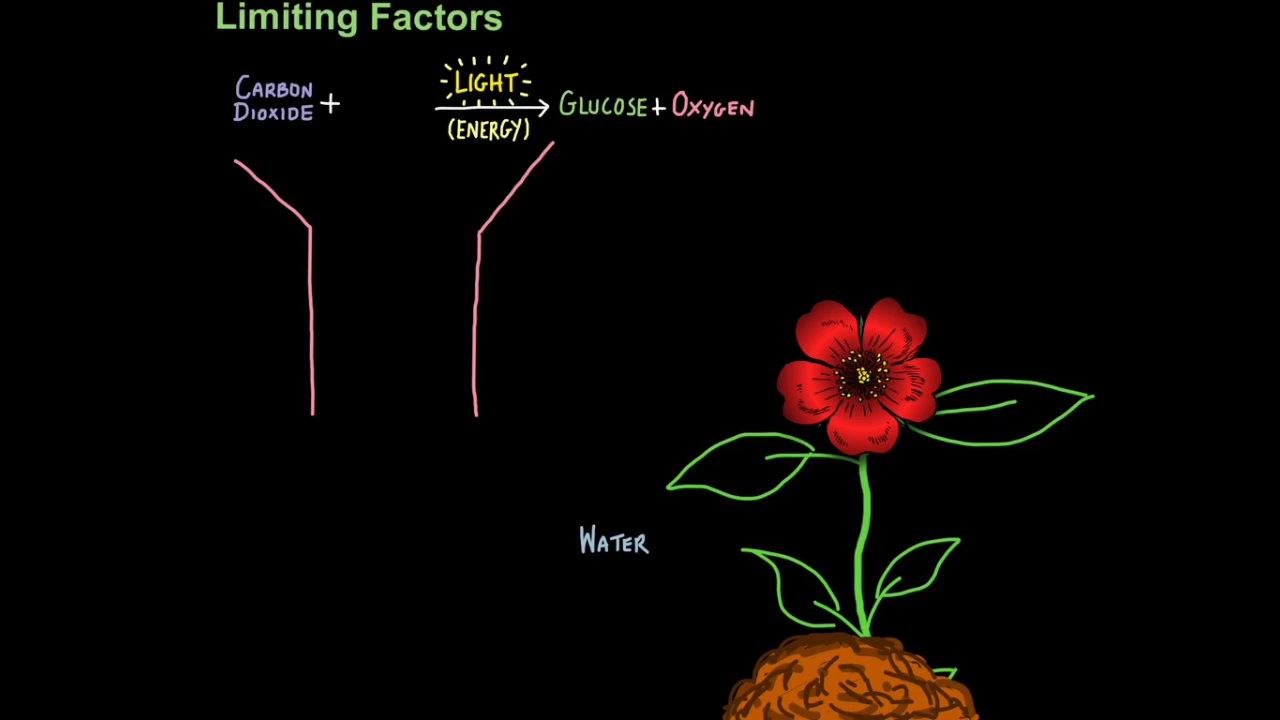 Limiting Factors
LIGHT
CARBON
DIOXIDE +
GLUCOSE + OXYGEN
(ENERGY)
WATER